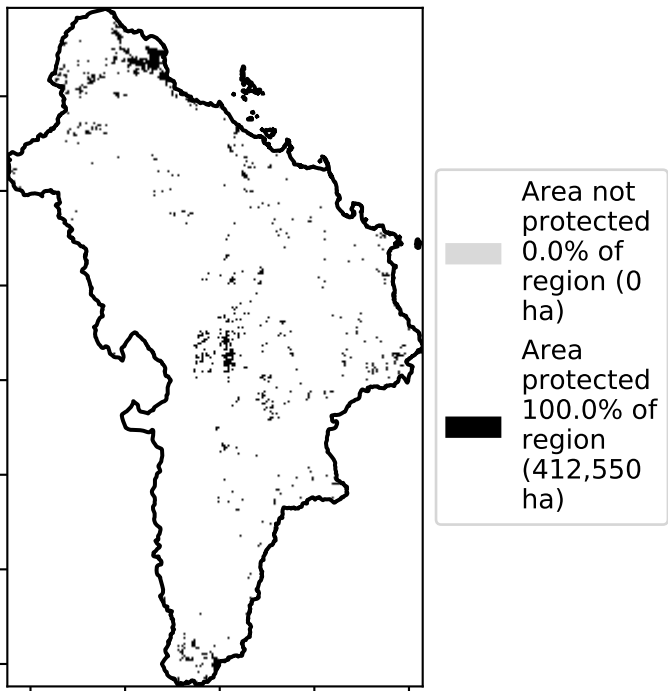 Area not
protected
0.0% of
region (0
ha)
Area
protected
100.0% of
region
(412,550
ha)